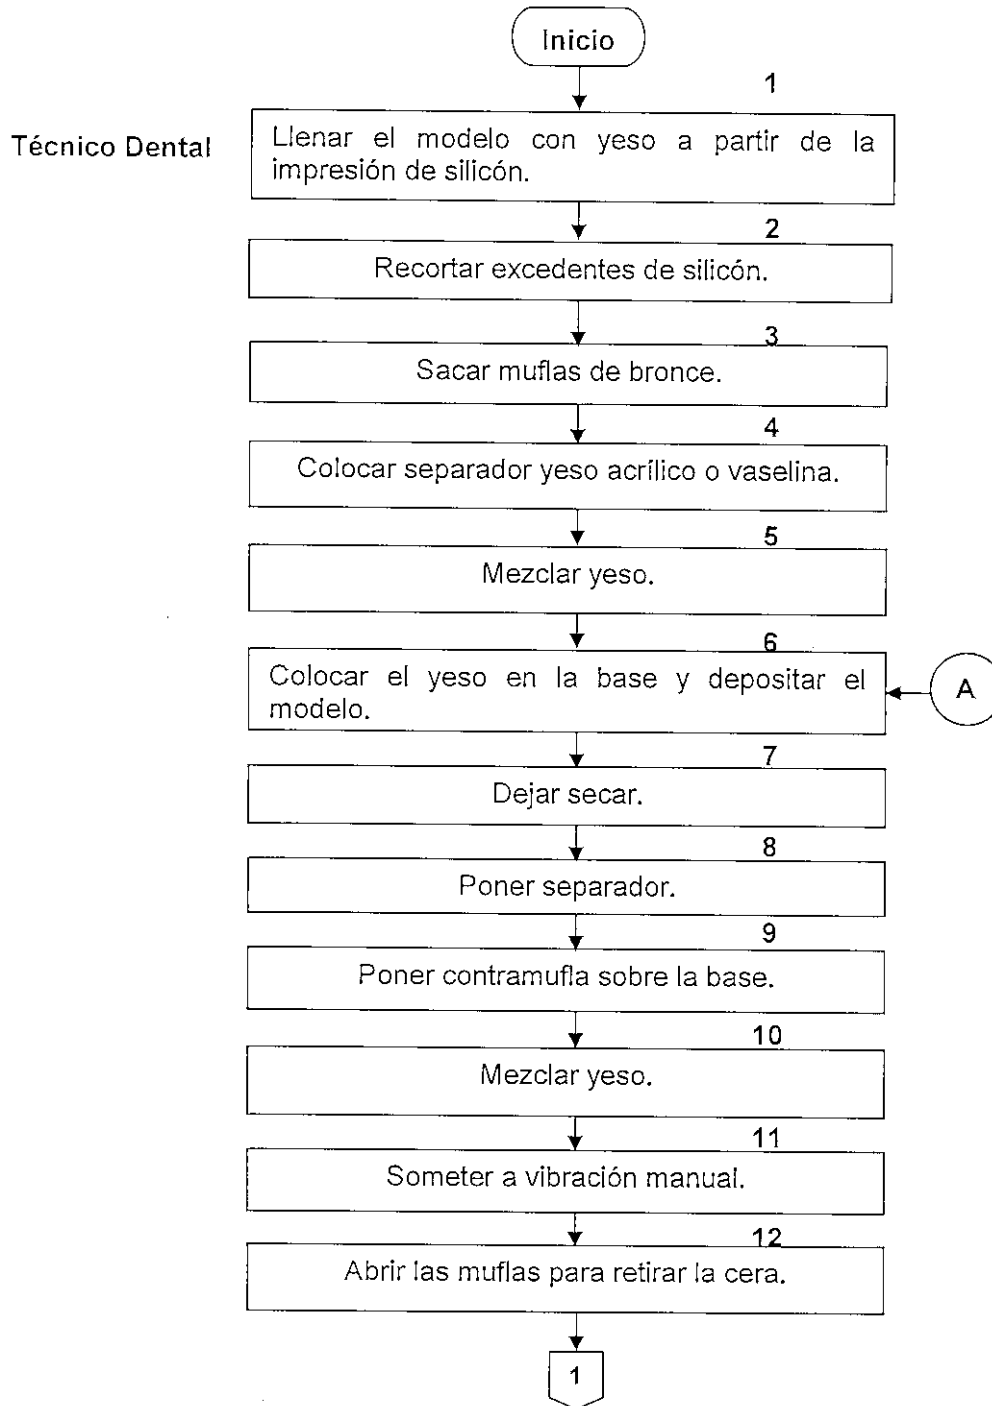 Inicio
1
Técnico Dental
Llenar el modelo con yeso a partir de la
impresión de silicón.
2
Recortar excedentes de silicón.
3
Sacar muflas de bronce.
4
Colocar separador yeso acrílico o vaselina.
5
Mezclar yeso.
6
Colocar el yeso en la base y depositar el
modelo.
A
7
Dejar secar.
8
Poner separador.
9
Poner contramufla sobre la base.
10
Mezclar yeso.
11
Someter a vibración manual.
12
Abrir las muflas para retirar la cera.
1